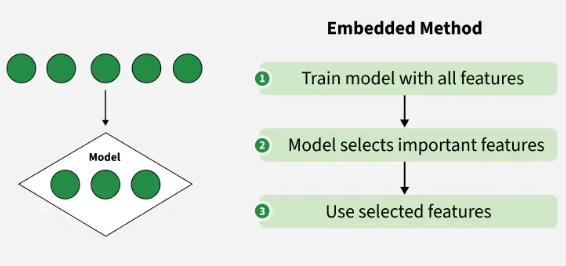 Embedded Method
1 Train model with all features
Model
2 Model selects important features
3 Use selected features